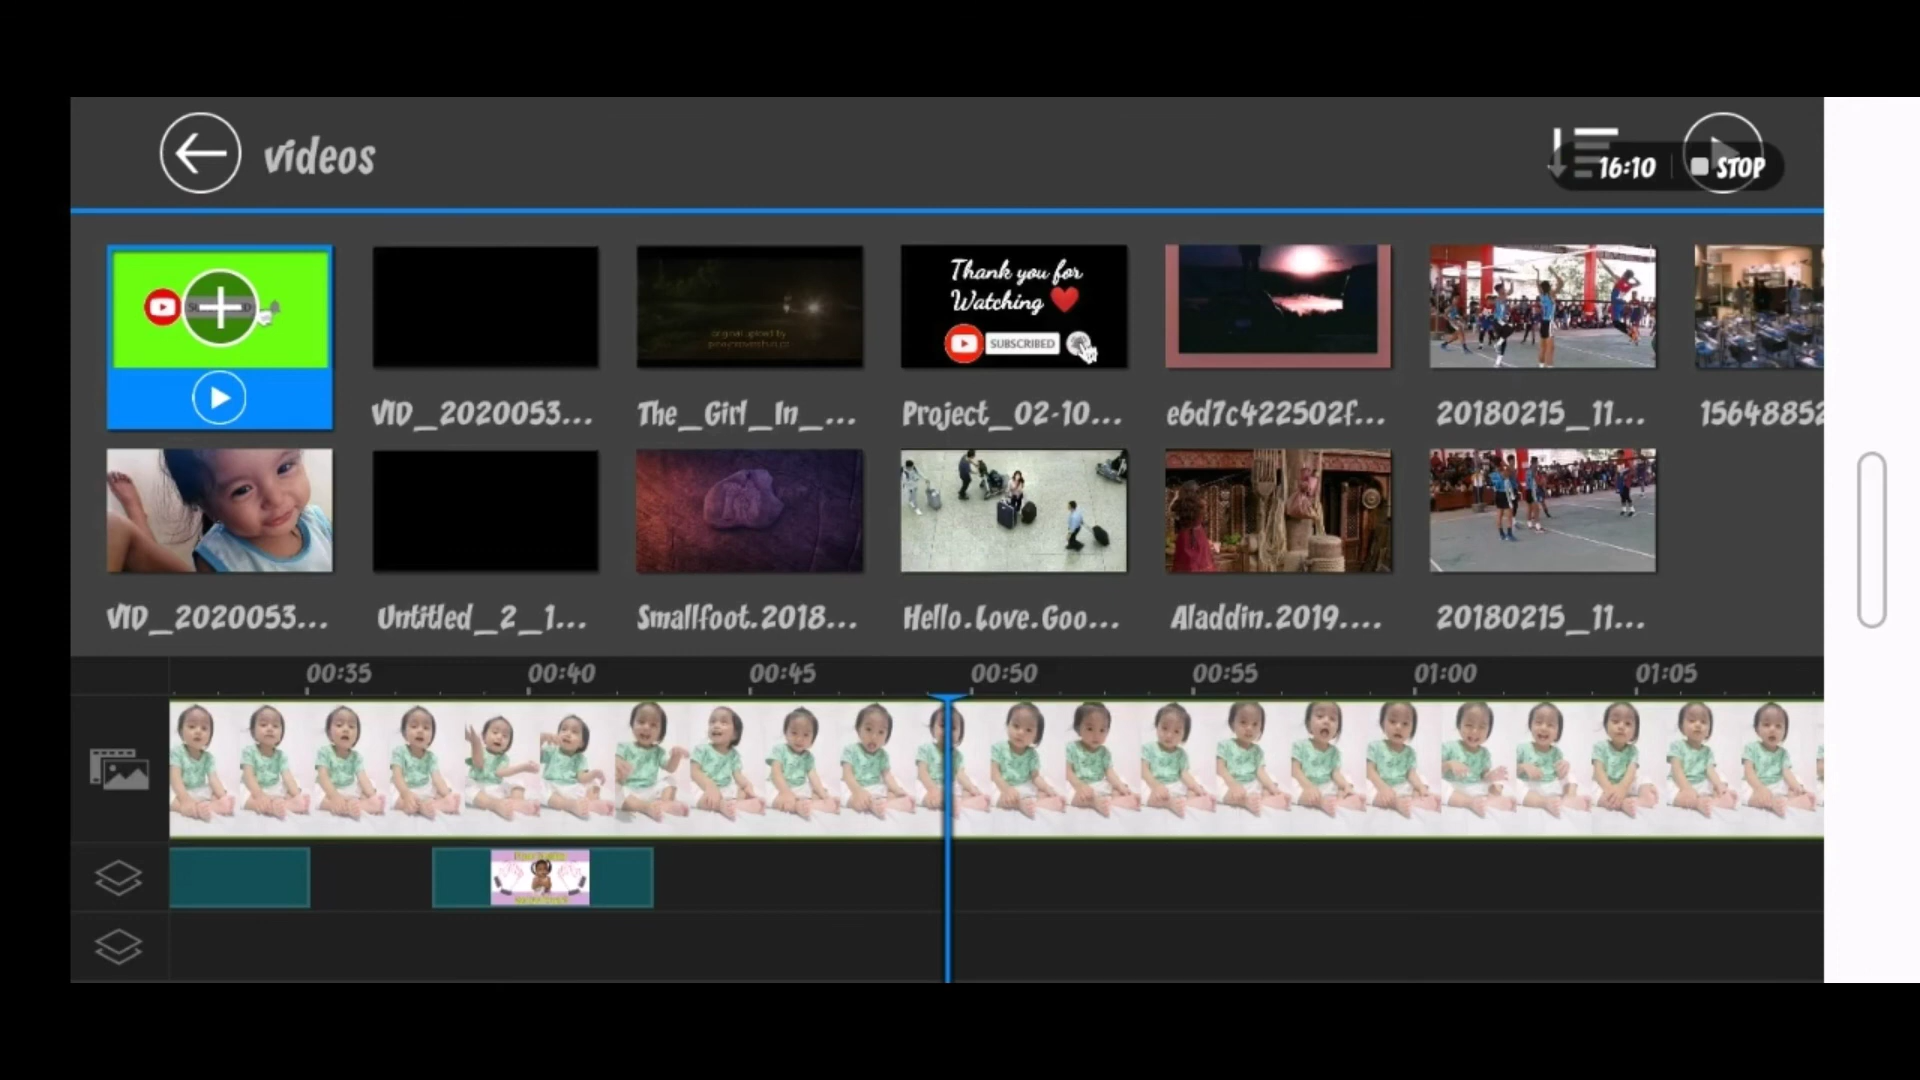 videos
16:10
STOP
Thank you for
Watching ❤
SUBSCRIBED
VID_2020053...
The_Girl_In_...
Project_02-10...
e6d7c422502f...
20180215_11...
15648852
VID_2020053...
Untitled_2_1...
Smallfoot.2018...
Hello.Love.Goo...
Aladdin.2019....
20180215_11...
00:35
00:40
00:45
00:50
00:55
01:00
01:05